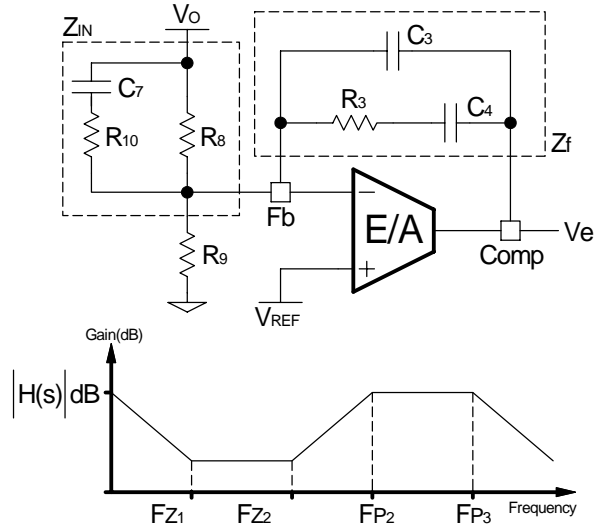 ZIN
VO
C3
C7
R3
C4
R10
R8
Zf
Fb
E/A
Ve
R9
Comp
VREF
Gain(dB)
|H(s)|dB
FZ1 FZ2 FP2 FP3 Frequency